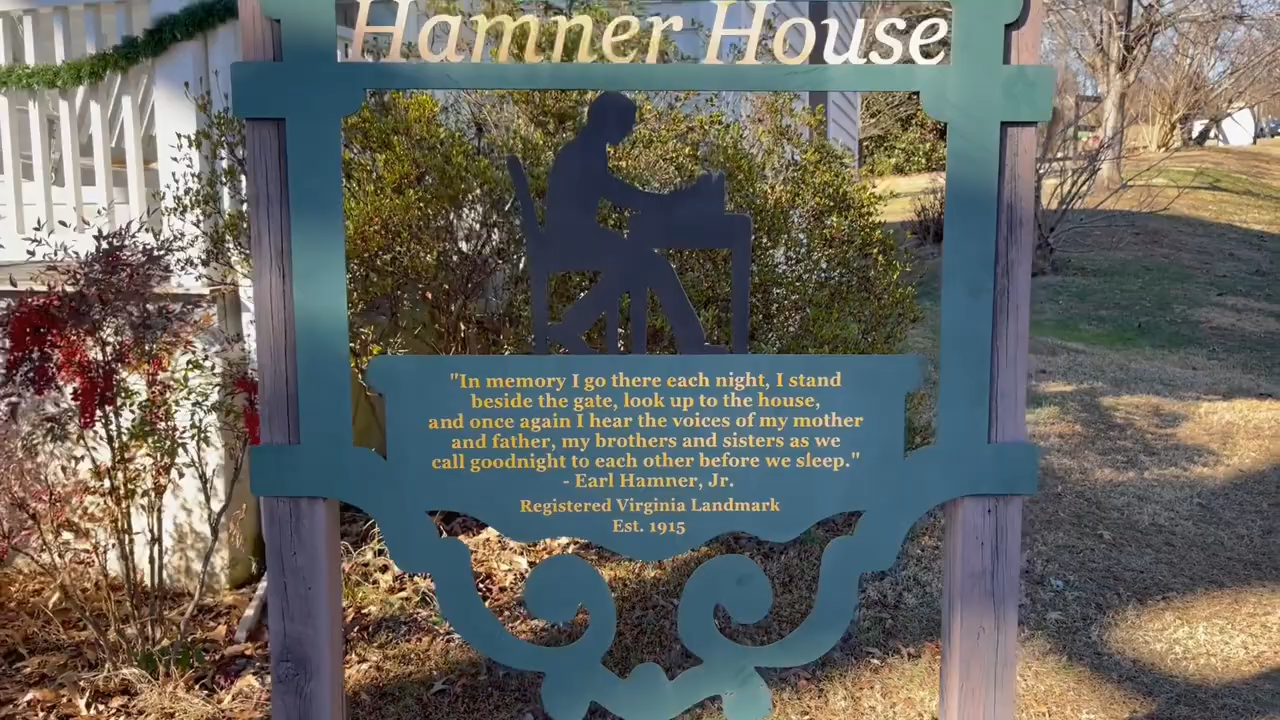 Hamner House
"In memory I go there each night, I stand
beside the gate, look up to the house,
and once again I hear the voices of my mother
and father, my brothers and sisters as we
call goodnight to each other before we sleep."
- Earl Hamner, Jr.
Registered Virginia Landmark
Est. 1915